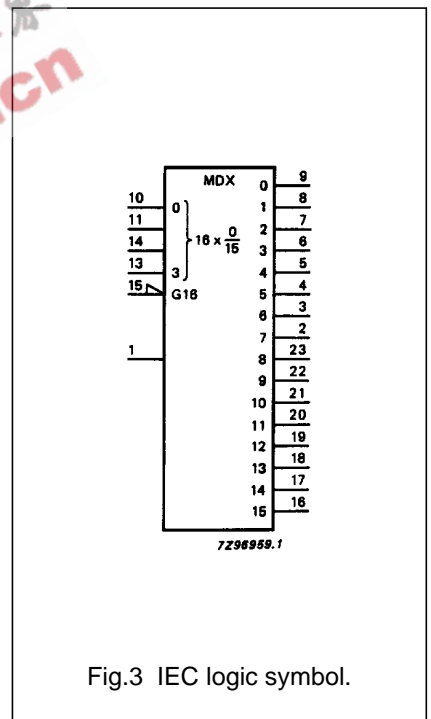 cn
MDX
10 0 0 9
11 1 8
14 16 x 0/15 2 7
13 3 3 6
4 5
15 G16 5 4
6 3
7 2
1 8 23
9 22
10 21
11 20
12 19
13 18
14 17
15 16
7Z96959.1
Fig.3 IEC logic symbol.